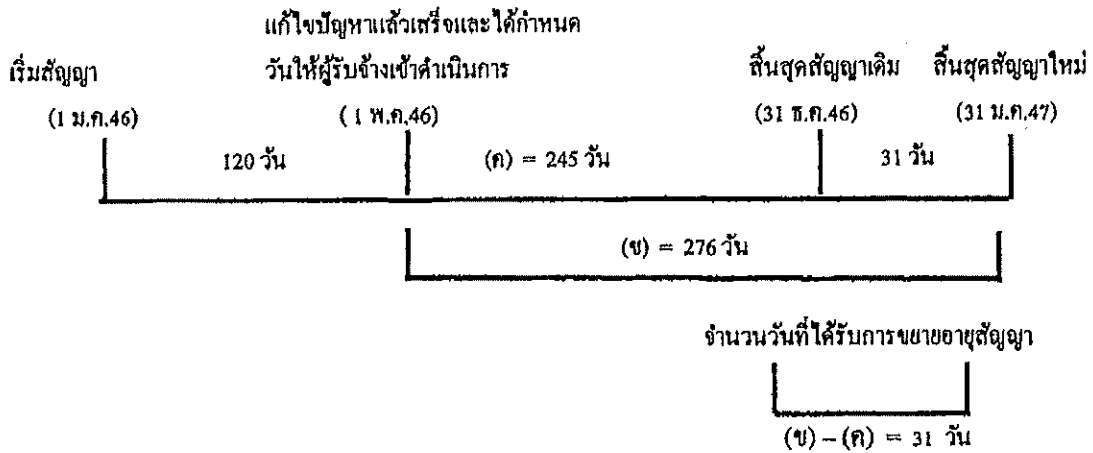 แก้ไขปัญหาแล้วเสร็จและได้กำหนด
เริ่มสัญญา วันให้ผู้รับจ้างเข้าดำเนินการ สิ้นสุดสัญญาเดิม สิ้นสุดสัญญาใหม่
(1 ม.ค.46) ( 1 พ.ค.46) (31 ธ.ค.46) (31 ม.ค.47)
120 วัน (ค) = 245 วัน 31 วัน
(ข) = 276 วัน
จำนวนวันที่ได้รับการขยายอายุสัญญา
(ข) – (ค) = 31 วัน